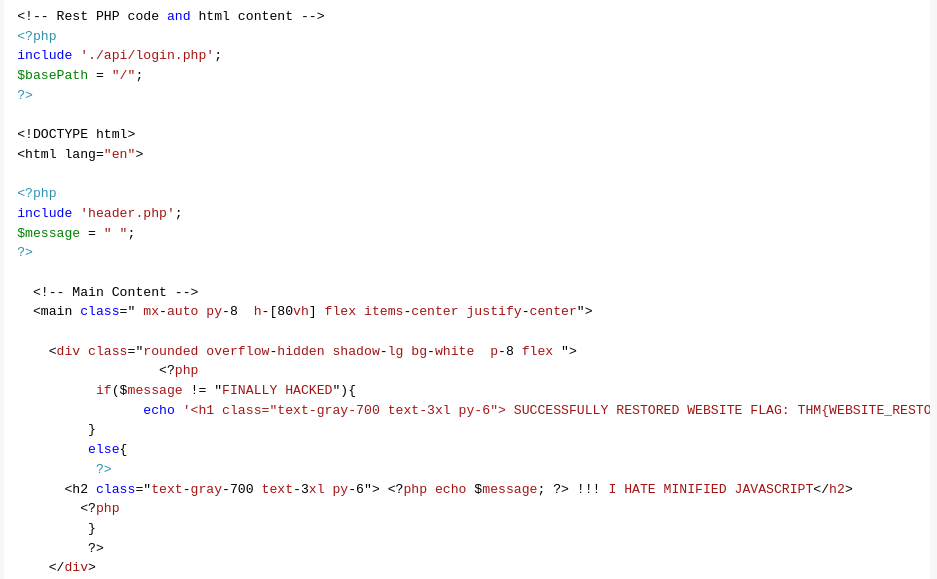 <!-- Rest PHP code and html content -->
<?php
include './api/login.php';
$basePath = "/";
?>
<!DOCTYPE html>
<html lang="en">
<?php
include 'header.php';
$message = " ";
?>
<!-- Main Content -->
<main class=" mx-auto py-8  h-[80vh] flex items-center justify-center">
<div class="rounded overflow-hidden shadow-lg bg-white  p-8 flex ">
<?php
if($message != "FINALLY HACKED"){
echo '<h1 class="text-gray-700 text-3xl py-6"> SUCCESSFULLY RESTORED WEBSITE FLAG: THM{WEBSITE_RESTO
}
else{
?>
<h2 class="text-gray-700 text-3xl py-6"> <?php echo $message; ?> !!! I HATE MINIFIED JAVASCRIPT</h2>
<?php
}
?>
</div>